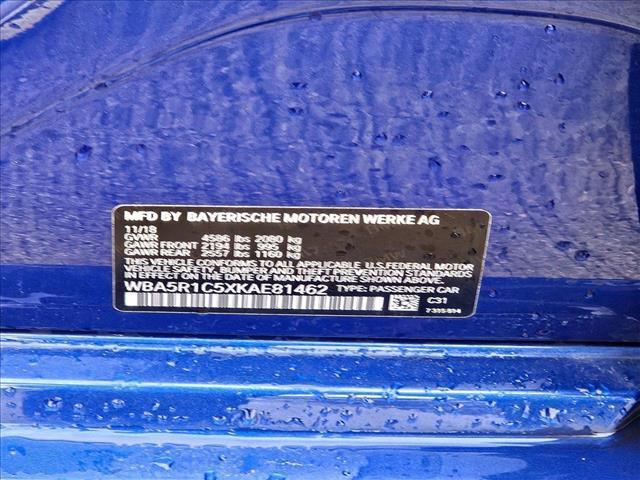 MFD BY BAYERISCHE MOTOREN WERKE AG
11/18
GVWR 4586 lbs 2080 kg
GAWR FRONT 2194 lbs 995 kg
GAWR REAR 2557 lbs 1160 kg
THIS VEHICLE CONFORMS TO ALL APPLICABLE U.S FEDERAL MOTOR
VEHICLE SAFETY, BUMPER AND THEFT PREVENTION STANDARDS
IN EFFECT ON THE DATE OF MANUFACTURE SHOWN ABOVE.
WBA5R1C5XKAE81462 TYPE: PASSENGER CAR
C31